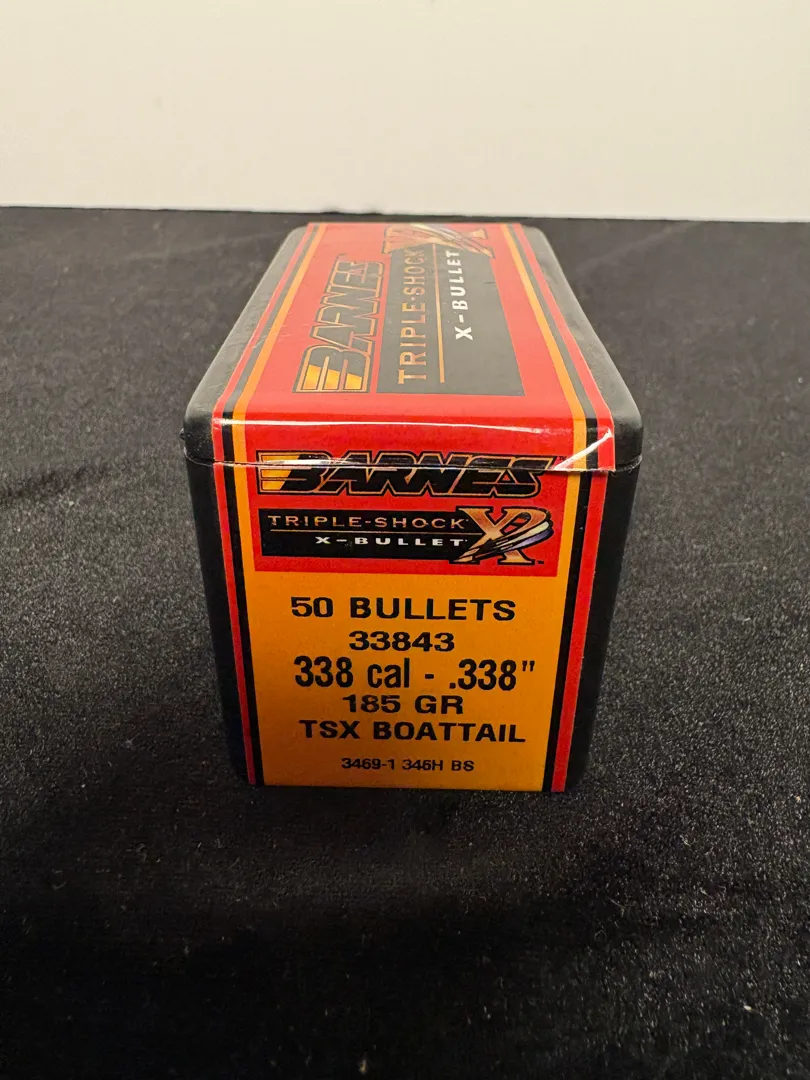 BARNES
TRIPLE-SHOCK
X-BULLET
BARNES
TRIPLE-SHOCK
X-BULLET
50 BULLETS
33843
338 cal - .338"
185 GR
TSX BOATTAIL
3469-1 346H BS